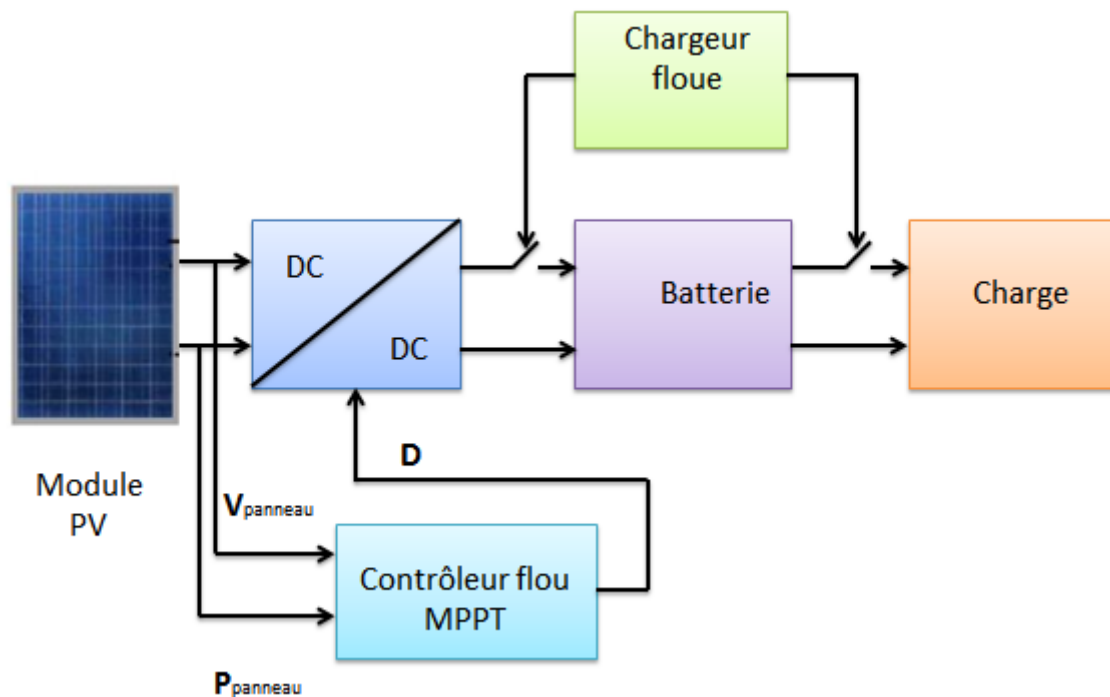 Chargeur
floue
DC
DC
Batterie
Charge
Module
PV
D
Vpanneau
Contrôleur flou
MPPT
Ppanneau